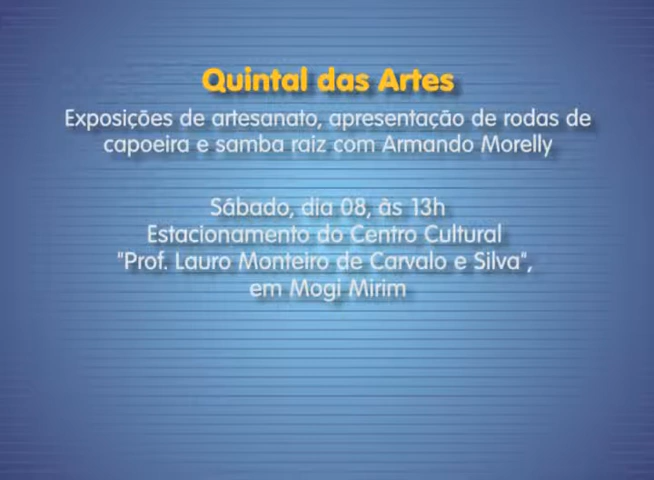 Quintal das Artes
Exposições de artesanato, apresentação de rodas de
capoeira e samba raiz com Armando Morelly
Sábado, dia 08, às 13h
Estacionamento do Centro Cultural
"Prof. Lauro Monteiro de Carvalo e Silva",
em Mogi Mirim